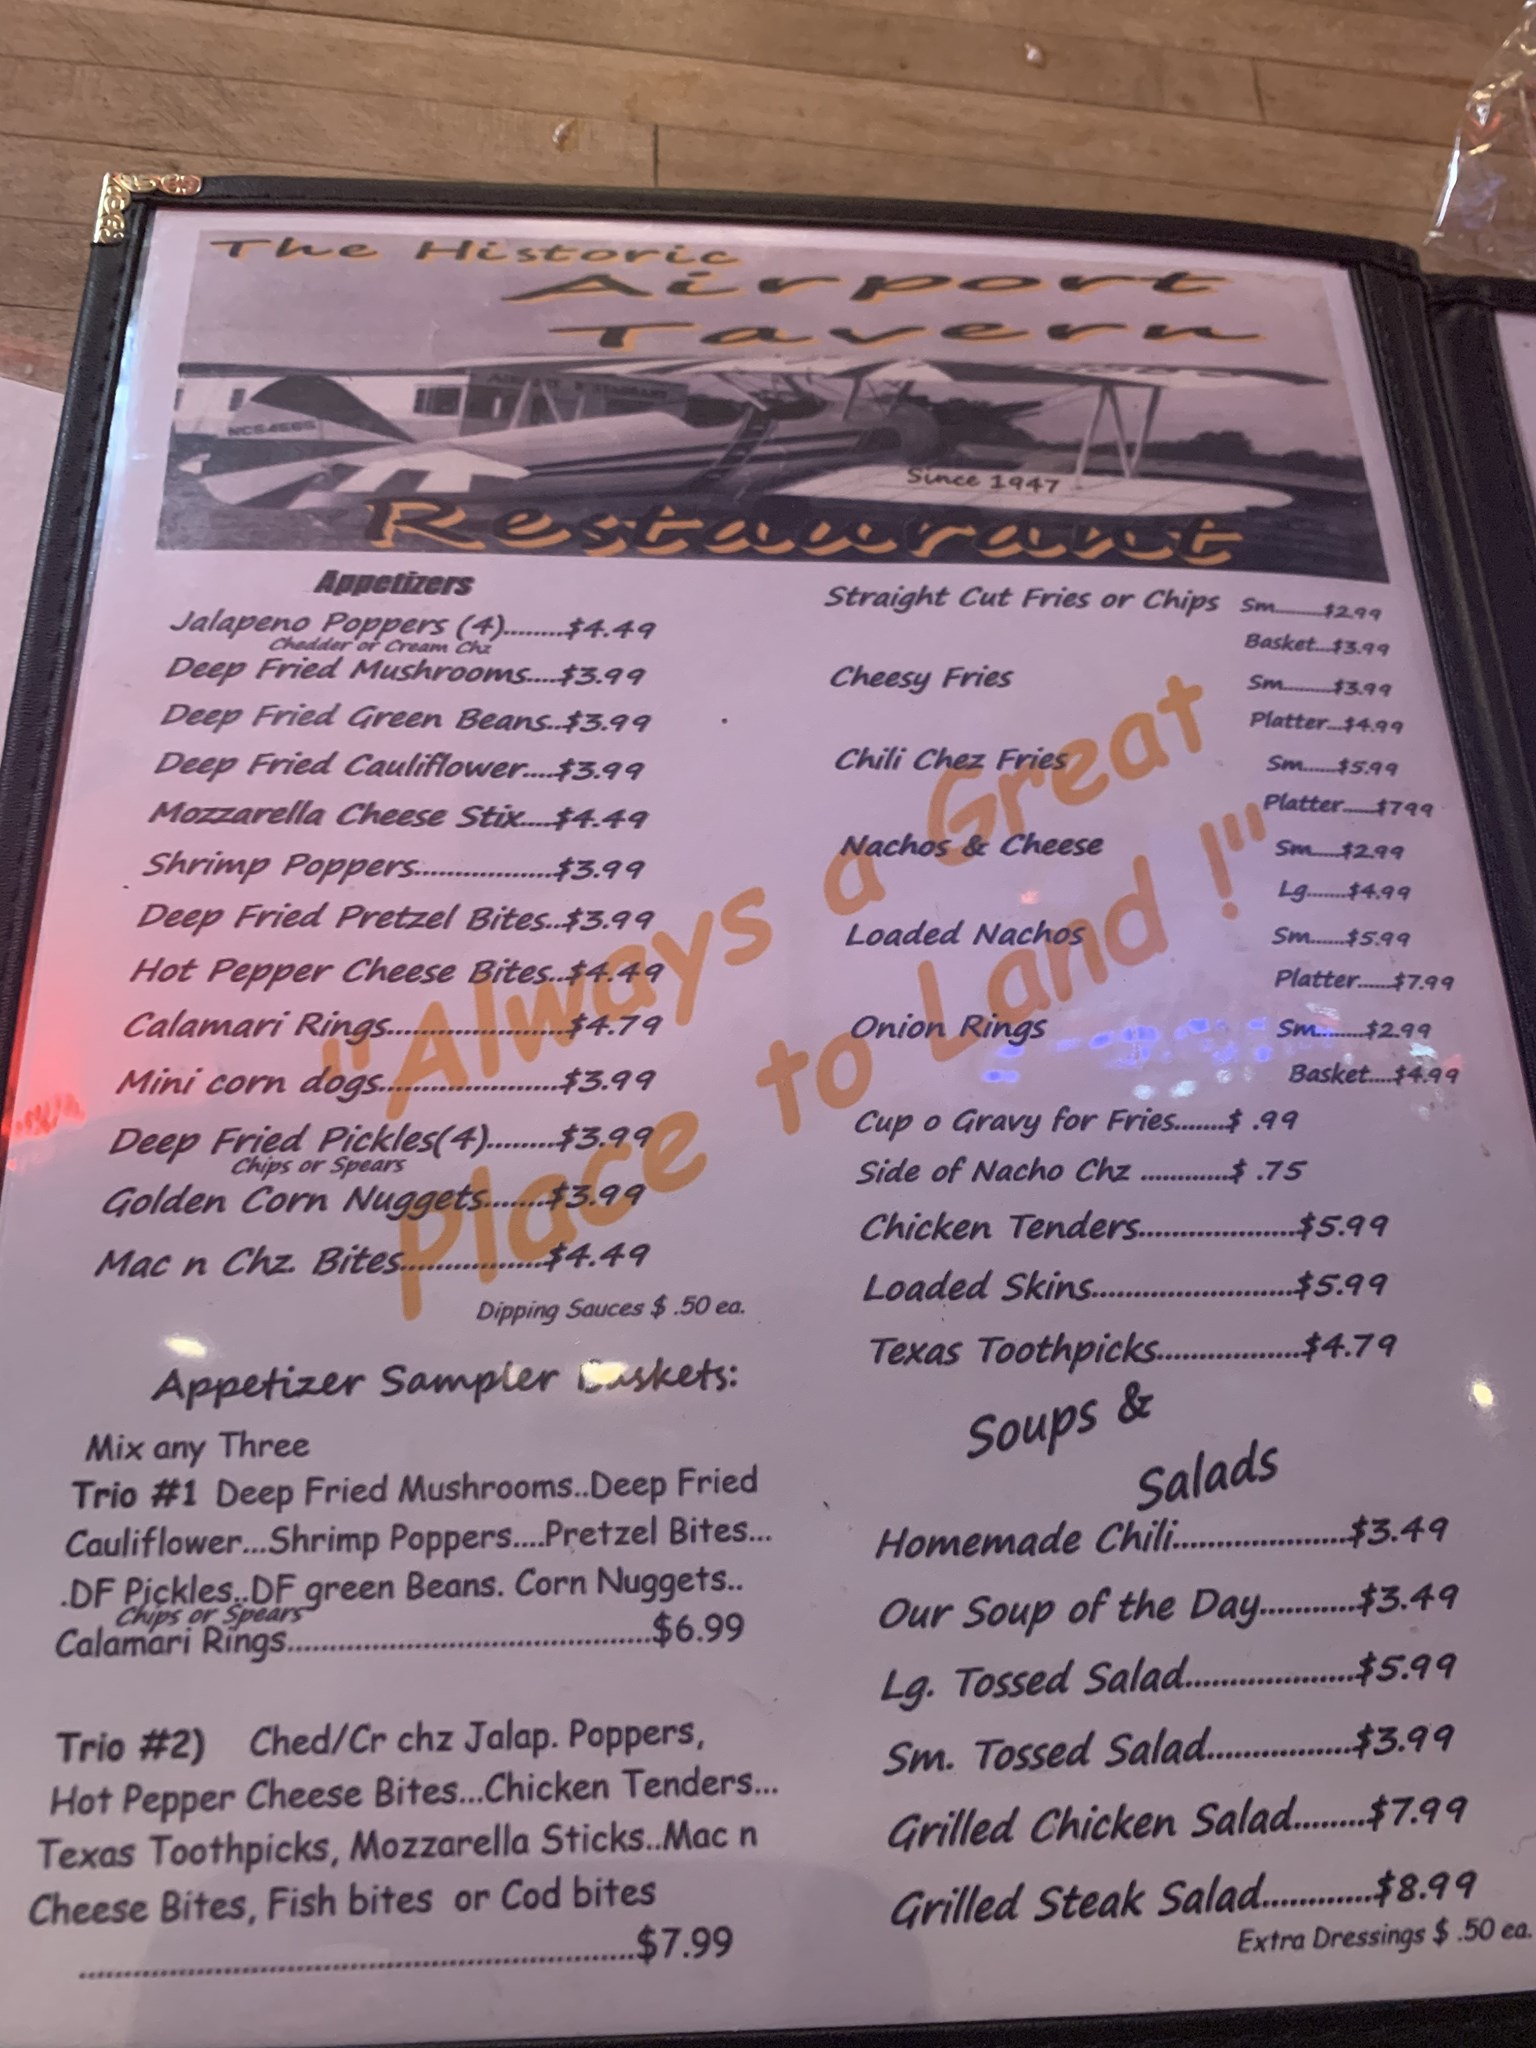 The Historic
Airport
Tavern
NC64565
Since 1947
Restaurant
Appetizers
Jalapeno Poppers (4).........$4.49
Chedder or Cream Chz
Deep Fried Mushrooms....$3.99
Deep Fried Green Beans..$3.99
Deep Fried Cauliflower....$3.99
Mozzarella Cheese Stix....$4.49
Shrimp Poppers..................$3.99
Deep Fried Pretzel Bites..$3.99
Hot Pepper Cheese Bites..$4.49
Calamari Rings.......................$4.79
Mini corn dogs.......................$3.99
Deep Fried Pickles(4).........$3.99
Chips or Spears
Golden Corn Nuggets........$3.99
Mac n Chz. Bites..................$4.49
Dipping Sauces $ .50 ea.
Appetizer Sampler Baskets:
Mix any Three
Trio #1 Deep Fried Mushrooms..Deep Fried
Cauliflower...Shrimp Poppers....Pretzel Bites...
.DF Pickles..DF green Beans. Corn Nuggets..
Chips or Spears
Calamari Rings..........................................$6.99
Trio #2) Ched/Cr chz Jalap. Poppers,
Hot Pepper Cheese Bites...Chicken Tenders...
Texas Toothpicks, Mozzarella Sticks..Mac n
Cheese Bites, Fish bites or Cod bites
................................................................$7.99
Straight Cut Fries or Chips Sm.........$2.99
Basket...$3.99
Cheesy Fries Sm.........$3.99
Platter...$4.99
Chili Chez Fries Sm......$5.99
Platter......$799
Nachos & Cheese Sm.....$2.99
Lg.......$4.99
Loaded Nachos Sm......$5.99
Platter......$7.99
Onion Rings Sm........$2.99
Basket....$4.99
Cup o Gravy for Fries........$ .99
Side of Nacho Chz .............$ .75
Chicken Tenders.....................$5.99
Loaded Skins...........................$5.99
Texas Toothpicks...................$4.79
"Always a Great
Place to Land !"
Soups &
Salads
Homemade Chili......................$3.49
Our Soup of the Day............$3.49
Lg. Tossed Salad.....................$5.99
Sm. Tossed Salad..................$3.99
Grilled Chicken Salad.........$7.99
Grilled Steak Salad.............$8.99
Extra Dressings $ .50 ea.